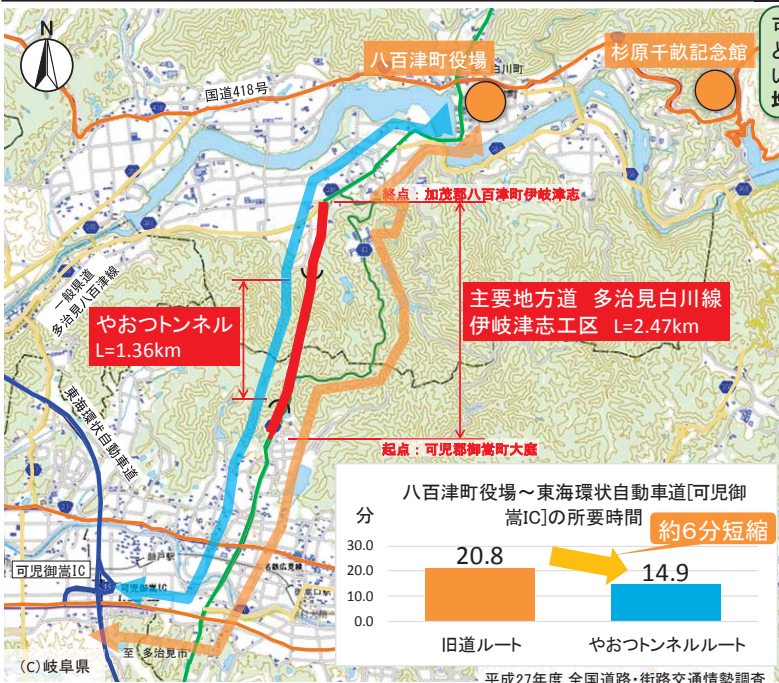 N
八百津町役場
杉原千畝記念館
白川町
国道418号
終点：加茂郡八百津町伊岐津志
一般県道
多治見八百津線
やおつトンネル
L=1.36km
主要地方道 多治見白川線
伊岐津志工区 L=2.47km
東海環状自動車道
起点：可児郡御嵩町大庭
可児御嵩IC
可児御嵩IC
至 多治見市
(C)岐阜県
八百津町役場～東海環状自動車道[可児御
嵩IC]の所要時間
分
約6分短縮
30.0
20.0
10.0
0.0
20.8
14.9
旧道ルート
やおつトンネルルート
平成27年度 全国道路・街路交通情勢調査